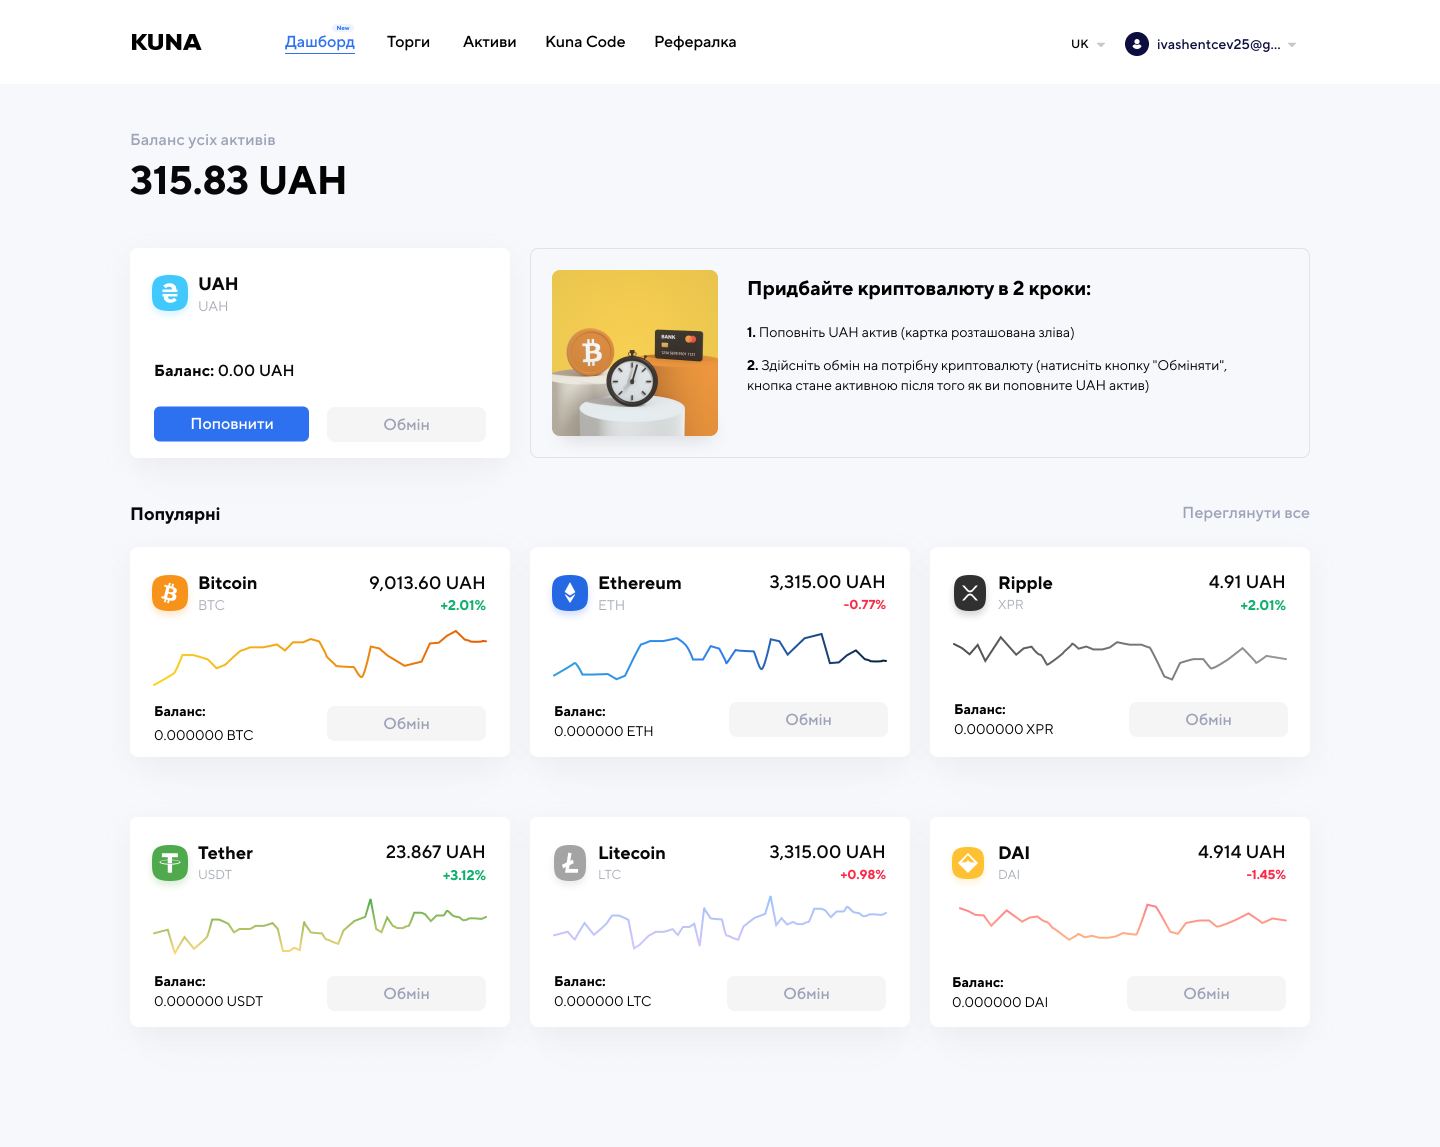 KUNA
New
Дашборд
Торги
Активи
Kuna Code
Рефералка
UK
ivashentcev25@g...
Баланс усіх активів
315.83 UAH
UAH
UAH
Баланс: 0.00 UAH
Поповнити
Обмін
BANK
Придбайте криптовалюту в 2 кроки:
1. Поповніть UAH актив (картка розташована зліва)
2. Здійсніть обмін на потрібну криптовалюту (натисніть кнопку "Обміняти",
кнопка стане активною після того як ви поповните UAH актив)
Популярні
Переглянути все
Bitcoin
9,013.60 UAH
BTC
+2.01%
Баланс:
0.000000 BTC
Обмін
Ethereum
3,315.00 UAH
ETH
-0.77%
Баланс:
0.000000 ETH
Обмін
Ripple
4.91 UAH
XPR
+2.01%
Баланс:
0.000000 XPR
Обмін
Tether
23.867 UAH
USDT
+3.12%
Баланс:
0.000000 USDT
Обмін
Litecoin
3,315.00 UAH
LTC
+0.98%
Баланс:
0.000000 LTC
Обмін
DAI
4.914 UAH
DAI
-1.45%
Баланс:
0.000000 DAI
Обмін